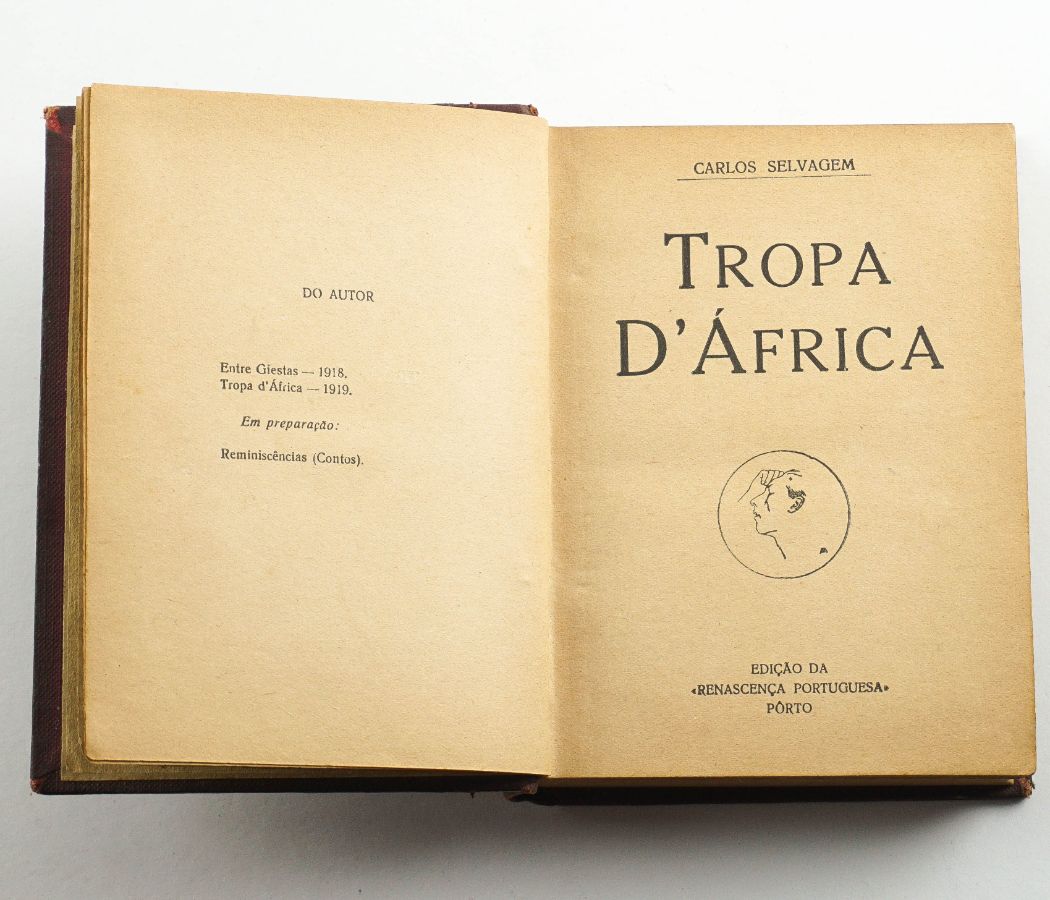 DO AUTOR
Entre Giestas — 1918.
Tropa d'África — 1919.
Em preparação:
Reminiscências (Contos).
CARLOS SELVAGEM
TROPA
D'ÁFRICA
EDIÇÃO DA
«RENASCENÇA PORTUGUESA»
PÔRTO